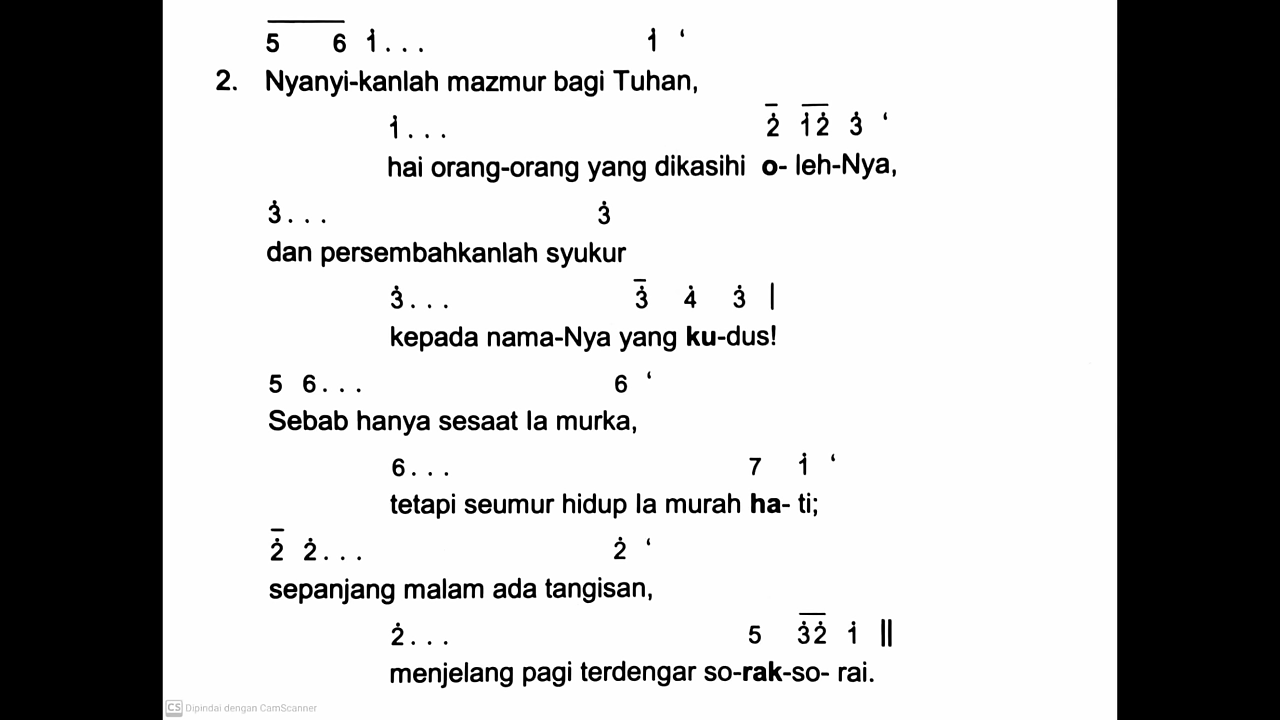 5 6 1̇ . . . 1̇ ‘
2. Nyanyi-kanlah mazmur bagi Tuhan,
1̇ . . . 2̇ 1̇2̇ 3̇ ‘
hai orang-orang yang dikasihi o- leh-Nya,
3̇ . . . 3̇
dan persembahkanlah syukur
3̇ . . . 3̇ 4̇ 3̇ |
kepada nama-Nya yang ku-dus!
5 6 . . . 6 ‘
Sebab hanya sesaat Ia murka,
6 . . . 7 1̇ ‘
tetapi seumur hidup Ia murah ha- ti;
2̇ 2̇ . . . 2̇ ‘
sepanjang malam ada tangisan,
2̇ . . . 5 3̇2̇ 1̇ ||
menjelang pagi terdengar so-rak-so- rai.
CS Dipindai dengan CamScanner